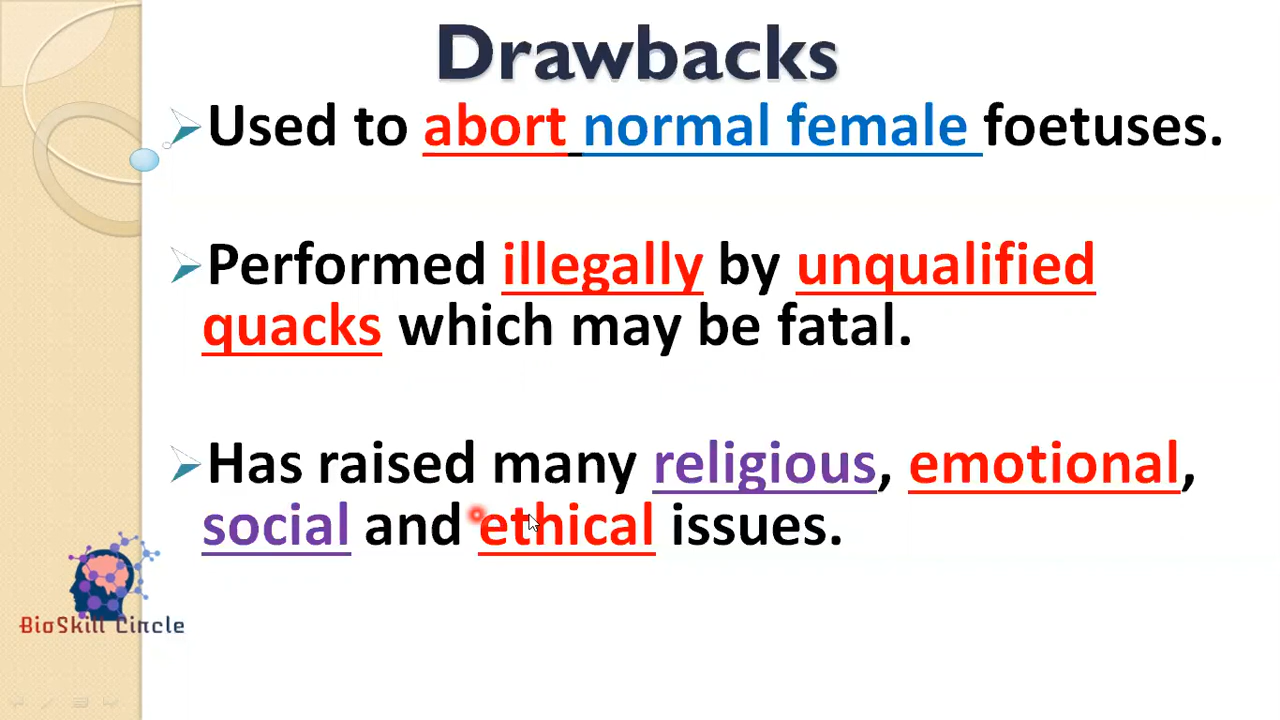 Drawbacks
Used to abort normal female foetuses.
Performed illegally by unqualified
quacks which may be fatal.
Has raised many religious, emotional,
social and ethical issues.
BioSkill Circle